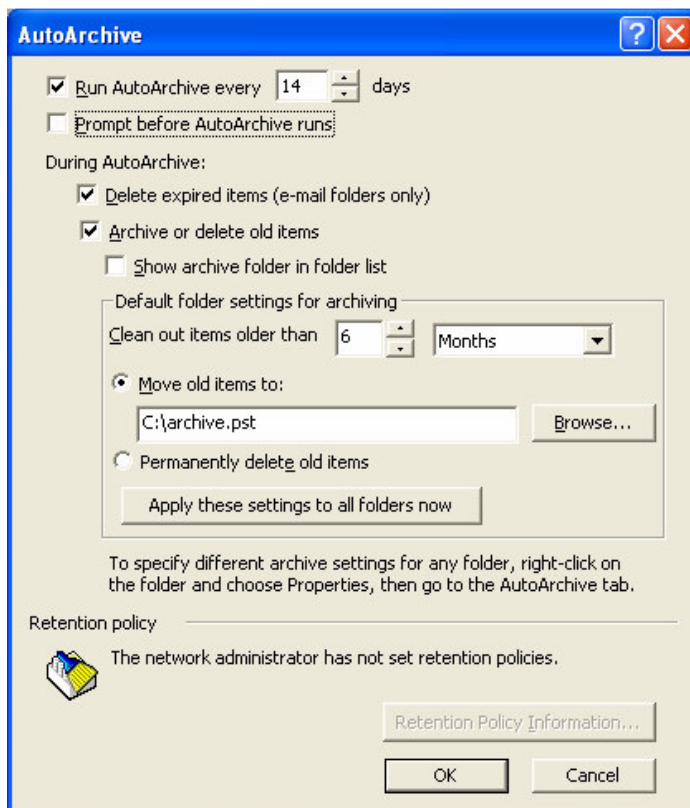 AutoArchive
Run AutoArchive every 14 days
Prompt before AutoArchive runs
During AutoArchive:
Delete expired items (e-mail folders only)
Archive or delete old items
Show archive folder in folder list
Default folder settings for archiving
Clean out items older than 6 Months
Move old items to:
C:\archive.pst Browse...
Permanently delete old items
Apply these settings to all folders now
To specify different archive settings for any folder, right-click on
the folder and choose Properties, then go to the AutoArchive tab.
Retention policy
The network administrator has not set retention policies.
Retention Policy Information...
OK Cancel